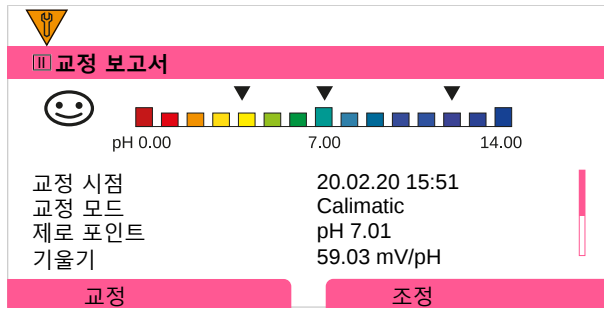 II 교정 보고서
pH 0.00 7.00 14.00
교정 시점 20.02.20 15:51
교정 모드 Calimatic
제로 포인트 pH 7.01
기울기 59.03 mV/pH
교정 조정